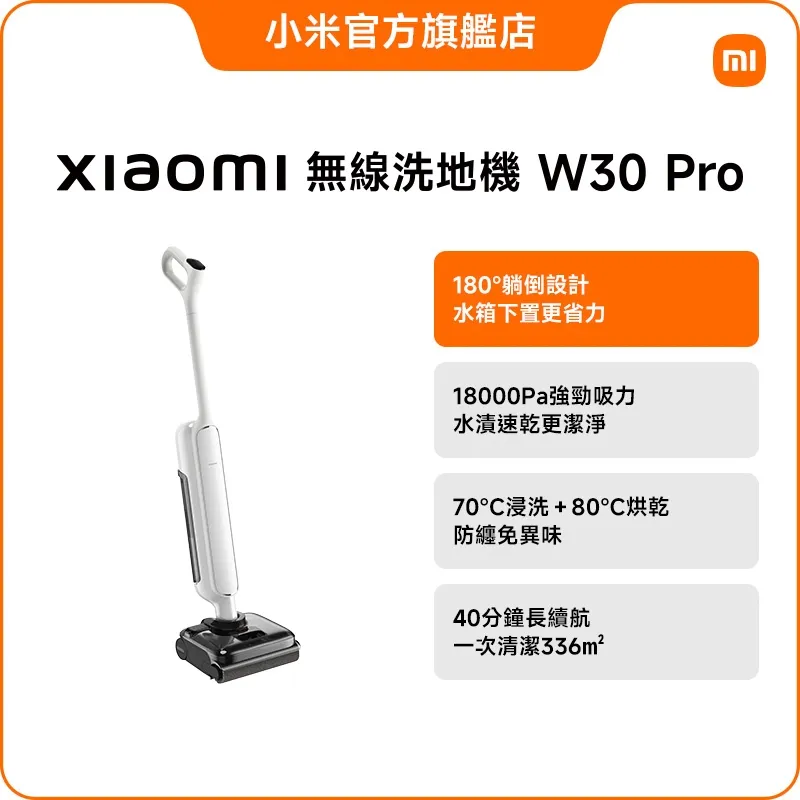 小米官方旗艦店
mi
xiaomi 無線洗地機 W30 Pro
180°躺倒設計
水箱下置更省力
18000Pa強勁吸力
水漬速乾更潔淨
70°C浸洗+80°C烘乾
防纏免異味
40分鐘長續航
一次清潔336㎡